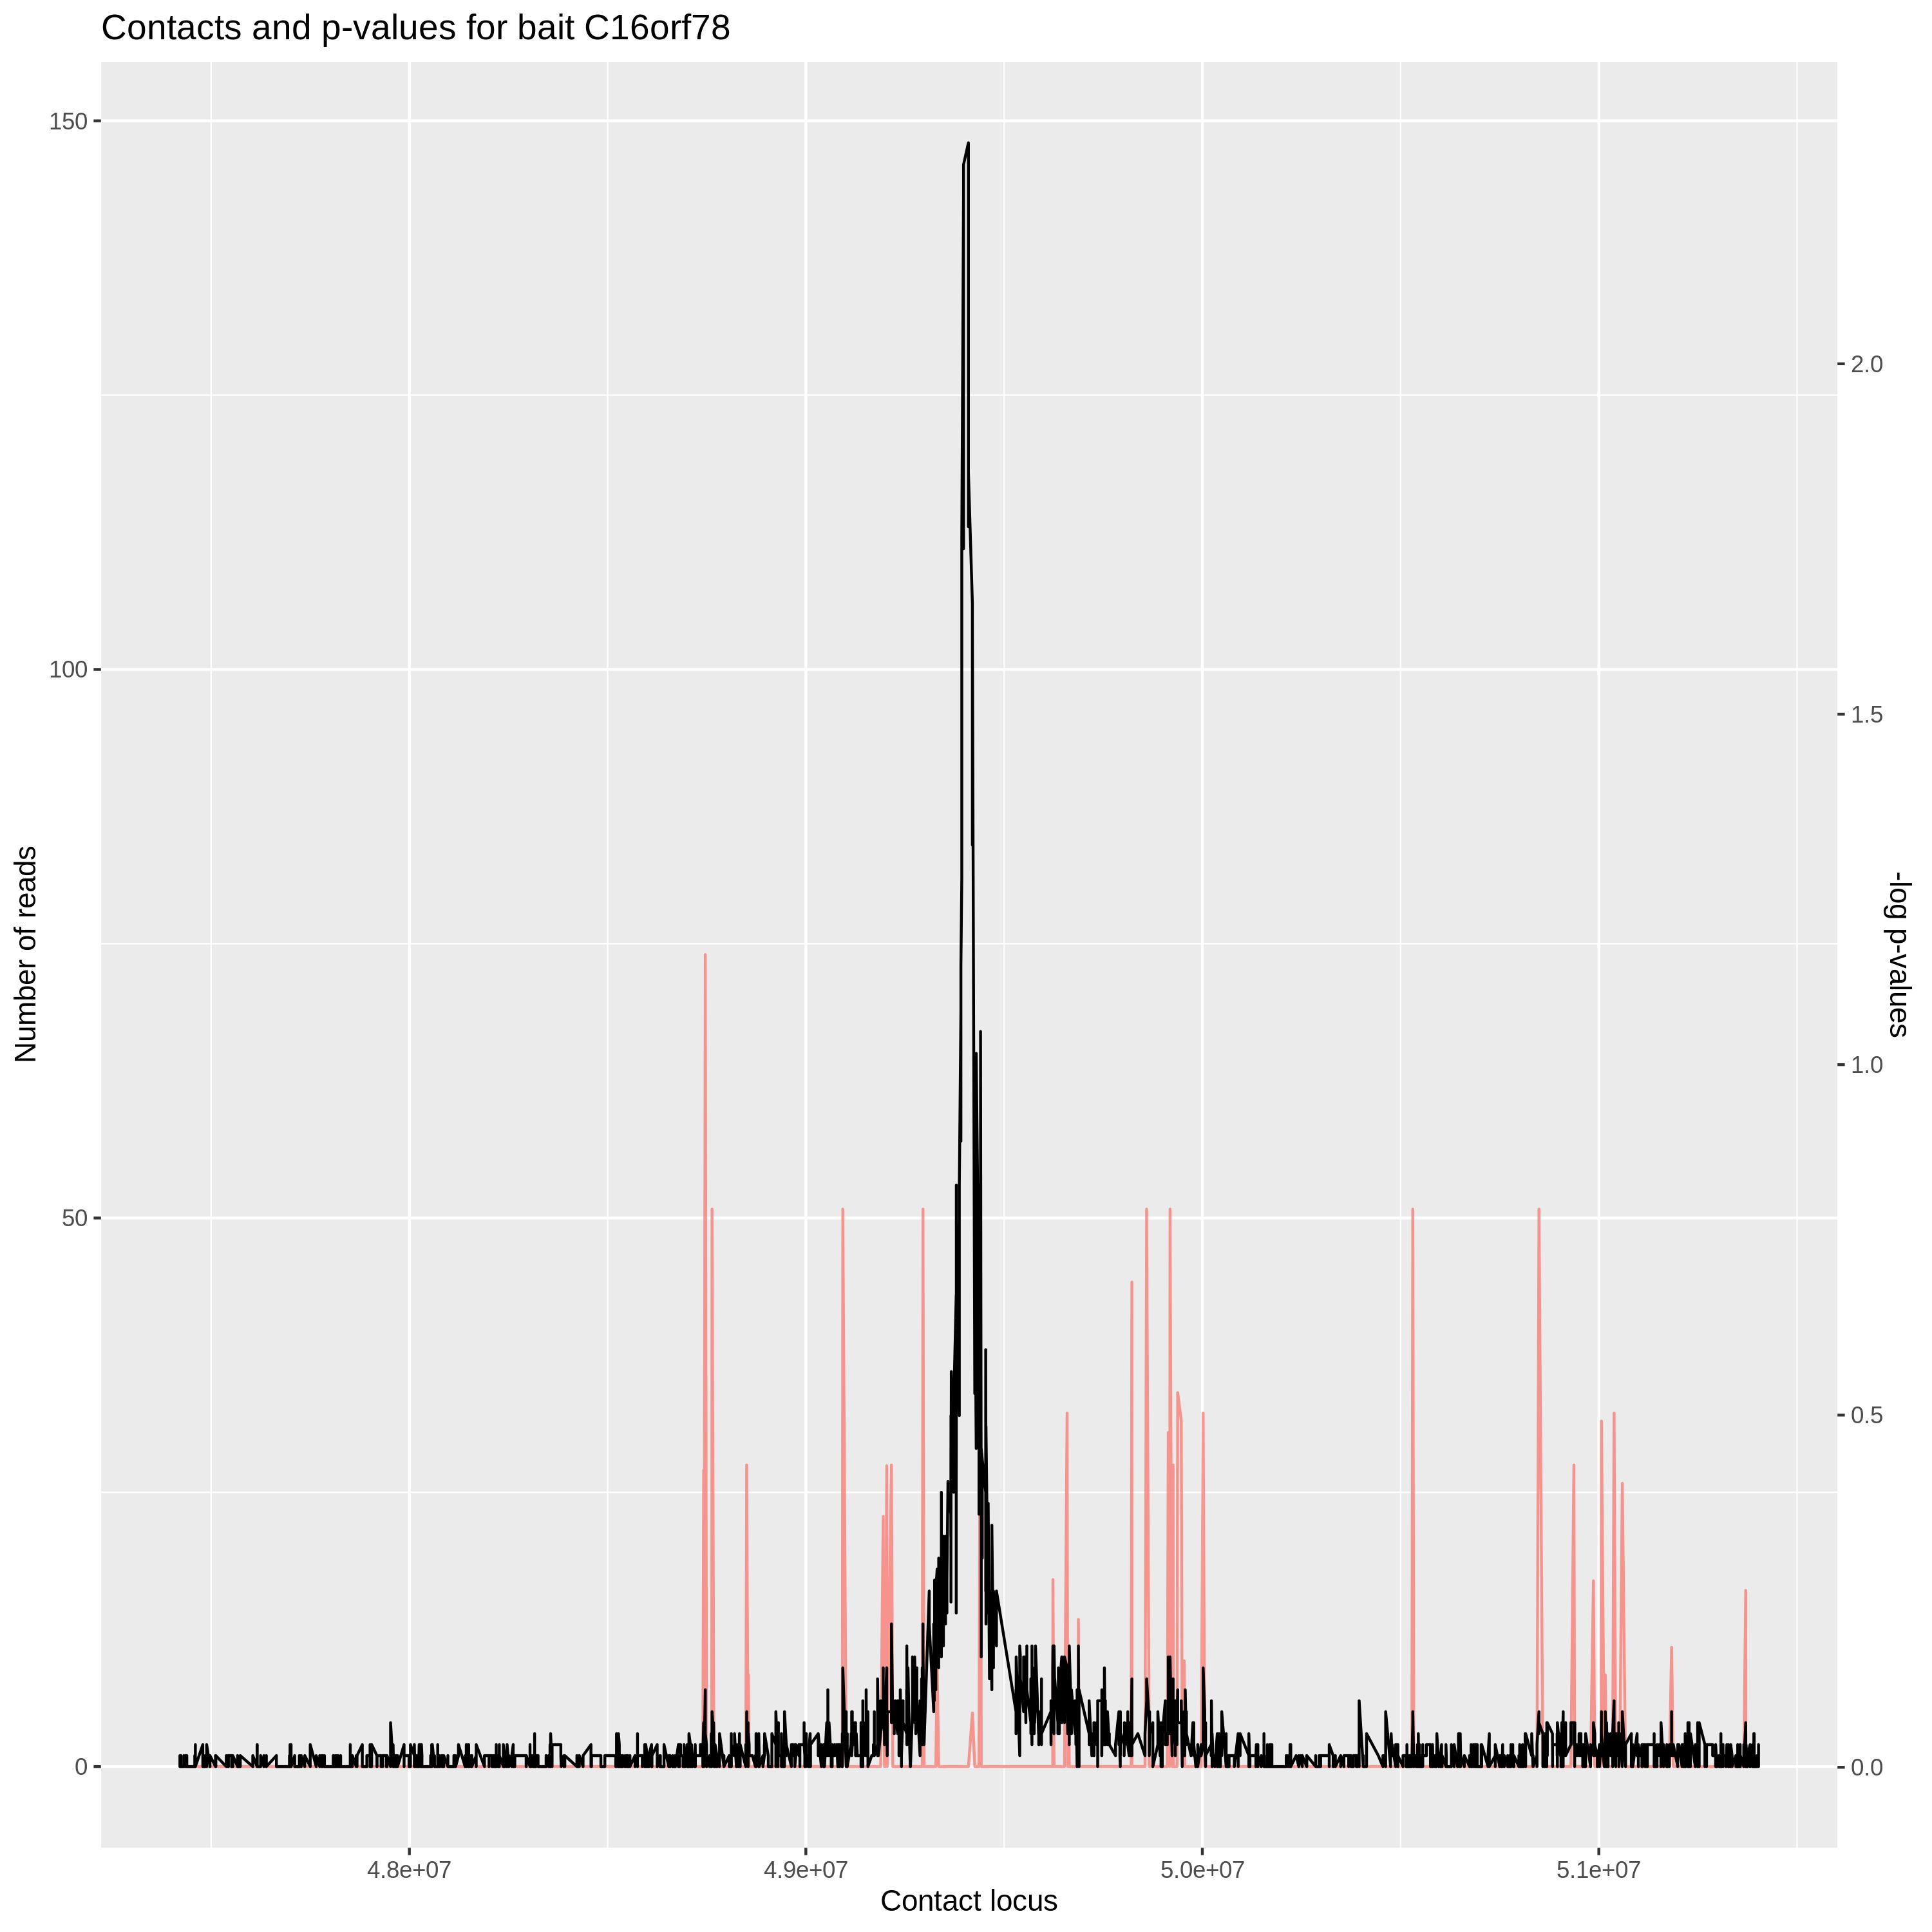 Contacts and p-values for bait C16orf78
150
100
50
0
Number of reads
2.0
1.5
1.0
0.5
0.0
-log p-values
4.8e+07
4.9e+07
5.0e+07
5.1e+07
Contact locus